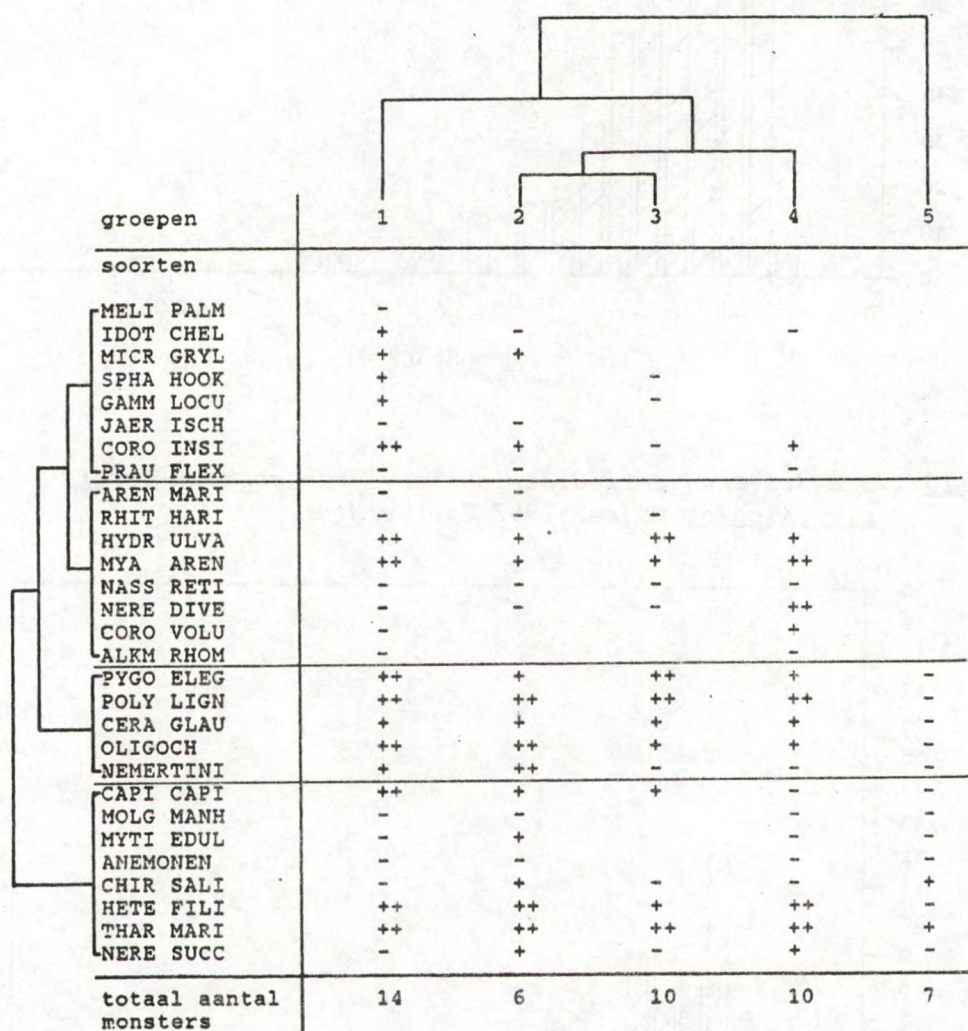 groepen 1 2 3 4 5
soorten
MELI PALM -
IDOT CHEL + - -
MICR GRYL + +
SPHA HOOK + -
GAMM LOCU + -
JAER ISCH - -
CORO INSI ++ + - +
PRAU FLEX - - -
AREN MARI - -
RHIT HARI - - - -
HYDR ULVA ++ + ++ +
MYA AREN ++ + + ++
NASS RETI - - - -
NERE DIVE - - - ++
CORO VOLU - +
ALKM RHOM - -
PYGO ELEG ++ + ++ + -
POLY LIGN ++ ++ ++ ++ -
CERA GLAU + + + + -
OLIGOCH ++ ++ + + -
NEMERTINI + ++ - - -
CAPI CAPI ++ + + - -
MOLG MANH - - - -
MYTI EDUL - + - -
ANEMONEN - - - -
CHIR SALI - + - - +
HETE FILI ++ ++ + ++ -
THAR MARI ++ ++ ++ ++ +
NERE SUCC - + - + -
totaal aantal 14 6 10 10 7
monsters